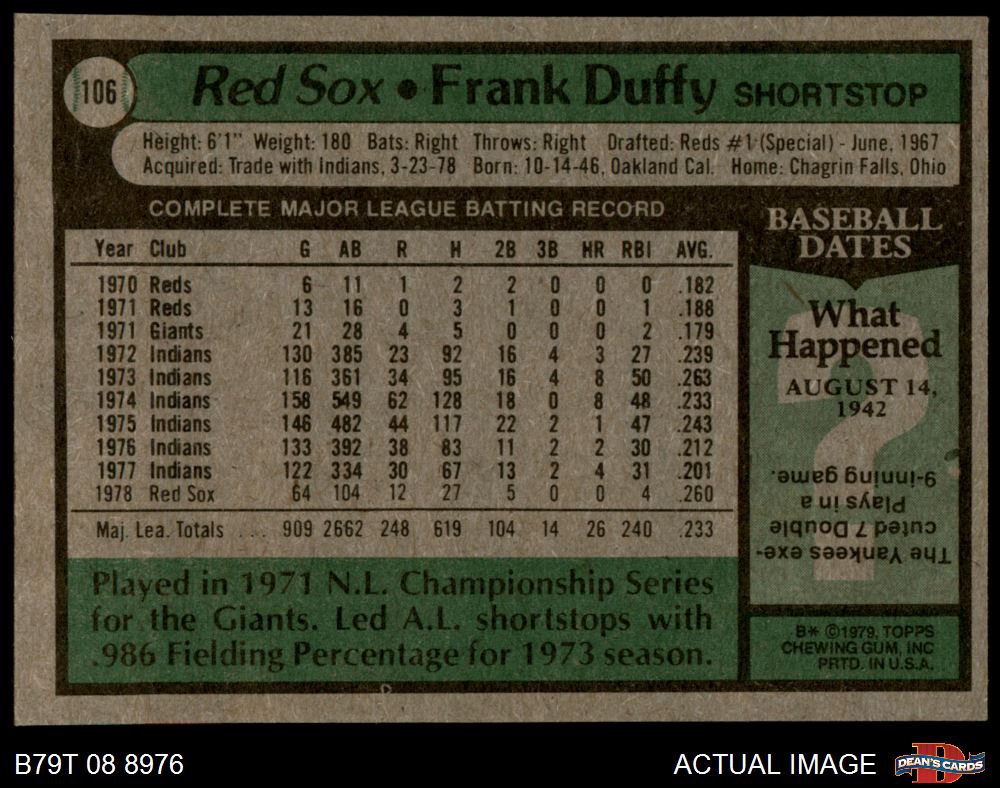 106
Red Sox • Frank Duffy SHORTSTOP
Height: 6'1" Weight: 180 Bats: Right Throws: Right Drafted: Reds #1 (Special) - June, 1967
Acquired: Trade with Indians, 3-23-78 Born: 10-14-46, Oakland Cal. Home: Chagrin Falls, Ohio
COMPLETE MAJOR LEAGUE BATTING RECORD
Year Club G AB R H 2B 3B HR RBI AVG.
1970 Reds 6 11 1 2 2 0 0 0 .182
1971 Reds 13 16 0 3 1 0 0 1 .188
1971 Giants 21 28 4 5 0 0 0 2 .179
1972 Indians 130 385 23 92 16 4 3 27 .239
1973 Indians 116 361 34 95 16 4 8 50 .263
1974 Indians 158 549 62 128 18 0 8 48 .233
1975 Indians 146 482 44 117 22 2 1 47 .243
1976 Indians 133 392 38 83 11 2 2 30 .212
1977 Indians 122 334 30 67 13 2 4 31 .201
1978 Red Sox 64 104 12 27 5 0 0 4 .260
Maj. Lea. Totals .... 909 2662 248 619 104 14 26 240 .233
Played in 1971 N.L. Championship Series
for the Giants. Led A.L. shortstops with
.986 Fielding Percentage for 1973 season.
BASEBALL
DATES
What
Happened
AUGUST 14,
1942
?
The Yankees exe-
cuted 7 Double
Plays in a
9-inning game.
B* ©1979, TOPPS
CHEWING GUM, INC
PRTD. IN U.S.A.
B79T 08 8976
ACTUAL IMAGE
DEAN'S CARDS